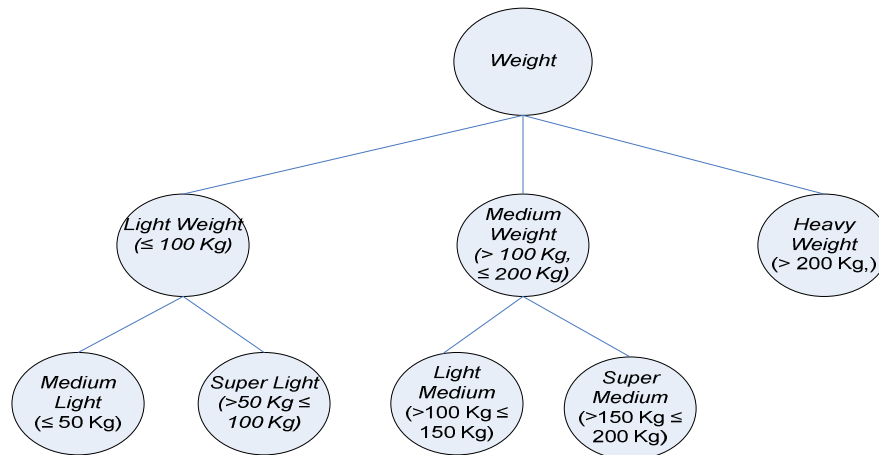 Weight
Light Weight
(≤ 100 Kg)
Medium
Weight
(> 100 Kg,
≤ 200 Kg)
Heavy
Weight
(> 200 Kg,)
Medium
Light
(≤ 50 Kg)
Super Light
(>50 Kg ≤
100 Kg)
Light
Medium
(>100 Kg ≤
150 Kg)
Super
Medium
(>150 Kg ≤
200 Kg)